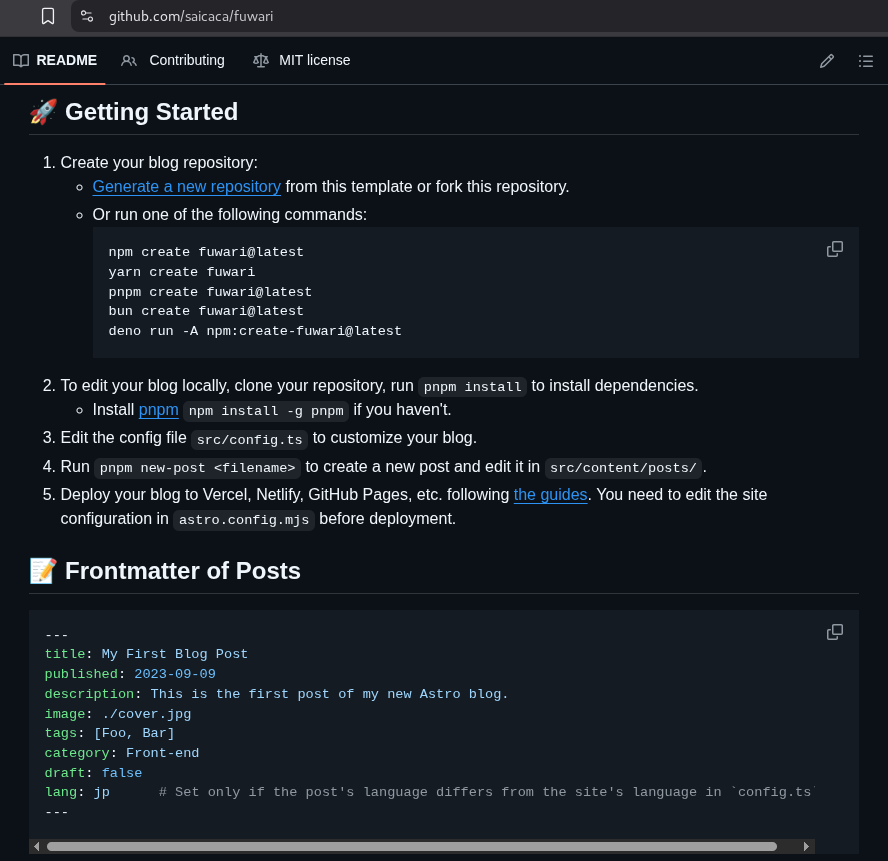 github.com/saicaca/fuwari
README Contributing MIT license
🚀 Getting Started
1. Create your blog repository:
Generate a new repository from this template or fork this repository.
Or run one of the following commands:
npm create fuwari@latest
yarn create fuwari
pnpm create fuwari@latest
bun create fuwari@latest
deno run -A npm:create-fuwari@latest
2. To edit your blog locally, clone your repository, run pnpm install to install dependencies.
Install pnpm npm install -g pnpm if you haven't.
3. Edit the config file src/config.ts to customize your blog.
4. Run pnpm new-post <filename> to create a new post and edit it in src/content/posts/.
5. Deploy your blog to Vercel, Netlify, GitHub Pages, etc. following the guides. You need to edit the site
configuration in astro.config.mjs before deployment.
📝 Frontmatter of Posts
---
title: My First Blog Post
published: 2023-09-09
description: This is the first post of my new Astro blog.
image: ./cover.jpg
tags: [Foo, Bar]
category: Front-end
draft: false
lang: jp      # Set only if the post's language differs from the site's language in `config.ts`
---